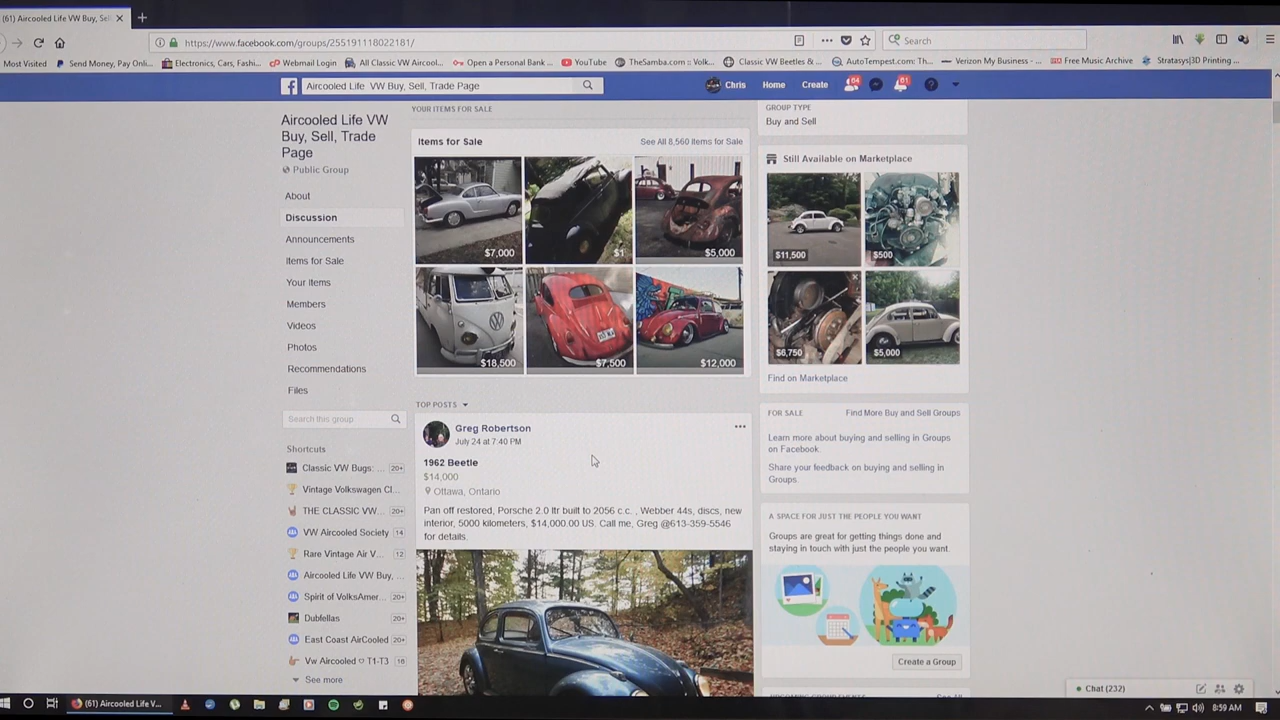 (61) Aircooled Life VW Buy, Sel
https://www.facebook.com/groups/255191118022181/
Search
Most Visited
Send Money, Pay Onli...
Electronics, Cars, Fashi...
Webmail Login
All Classic VW Aircool...
Open a Personal Bank ...
YouTube
TheSamba.com :: Volk...
Classic VW Beetles & ...
AutoTempest.com: Th...
Verizon My Business - ...
Free Music Archive
Stratasys|3D Printing ...
Aircooled Life VW Buy, Sell, Trade Page
Chris
Home
Create
64
61
Aircooled Life VW
Buy, Sell, Trade
Page
Public Group
About
Discussion
Announcements
Items for Sale
Your Items
Members
Videos
Photos
Recommendations
Files
Search this group
Shortcuts
Classic VW Bugs: ... 20+
Vintage Volkswagen Cl...
THE CLASSIC VW... 20+
VW Aircooled Society 14
Rare Vintage Air V... 12
Aircooled Life VW Buy, ...
Spirit of VolksAmer... 20+
Dubfellas 20+
East Coast AirCooled 20+
Vw Aircooled T1-T3 16
See more
YOUR ITEMS FOR SALE
Items for Sale
See All 8,560 Items for Sale
$7,000
$1
$5,000
$18,500
$7,500
$12,000
TOP POSTS
Greg Robertson
July 24 at 7:40 PM
1962 Beetle
$14,000
Ottawa, Ontario
Pan off restored, Porsche 2.0 ltr built to 2056 c.c. , Webber 44s, discs, new
interior, 5000 kilometers, $14,000.00 US. Call me, Greg @613-359-5546
for details.
GROUP TYPE
Buy and Sell
Still Available on Marketplace
$11,500
$500
$6,750
$5,000
Find on Marketplace
FOR SALE
Find More Buy and Sell Groups
Learn more about buying and selling in Groups
on Facebook.
Share your feedback on buying and selling in
Groups.
A SPACE FOR JUST THE PEOPLE YOU WANT
Groups are great for getting things done and
staying in touch with just the people you want.
Create a Group
Chat (232)
(61) Aircooled Life V...
8:59 AM